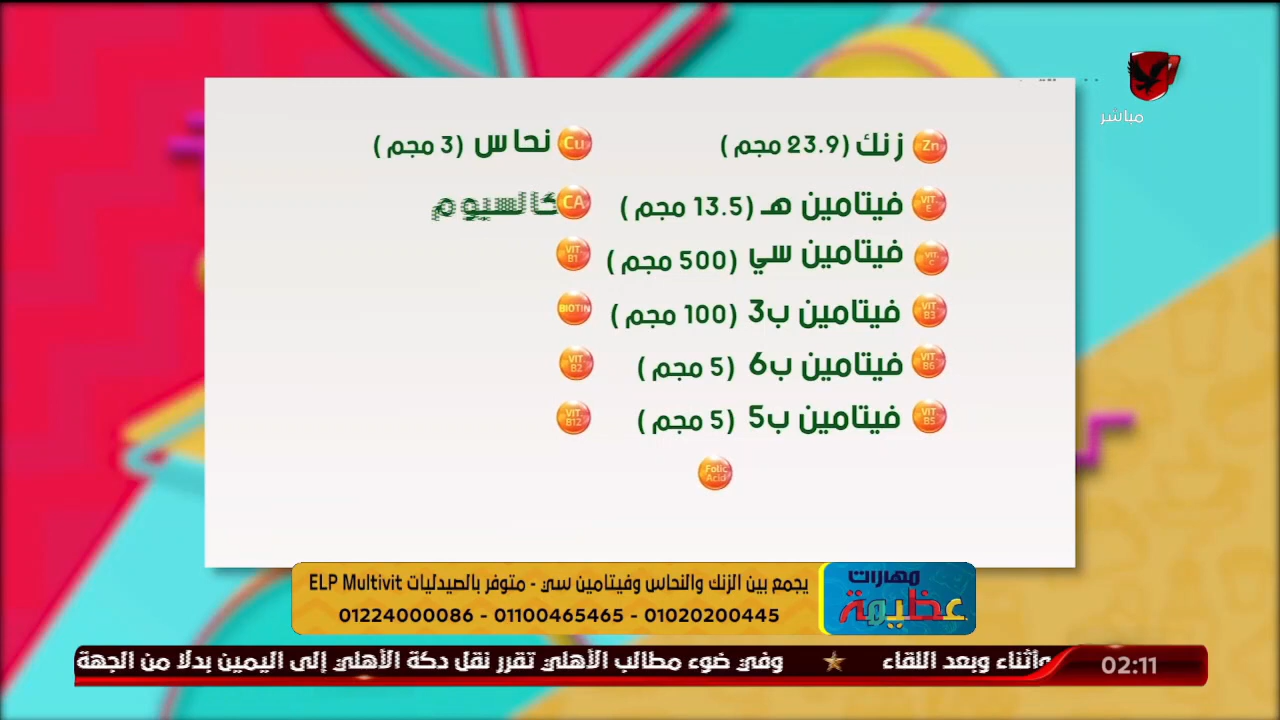 مباشر
Zn زنك (23.9 مجم)
Cu نحاس (3 مجم)
VIT. E فيتامين هـ (13.5 مجم)
CA كالسيوم
VIT. C فيتامين سي (500 مجم)
VIT. B1
VIT B3 فيتامين ب3 (100 مجم)
BIOTIN
VIT B6 فيتامين ب6 (5 مجم)
VIT B2
VIT B5 فيتامين ب5 (5 مجم)
VIT B12
Folic Acid
مهارات
عظيمة
يجمع بين الزنك والنحاس وفيتامين سي - متوفر بالصيدليات ELP Multivit
01224000086 - 01100465465 - 01020200445
02:11
وأثناء وبعد اللقاء ★ وفي ضوء مطالب الأهلي تقرر نقل دكة الأهلي إلى اليمين بدلا من الجهة